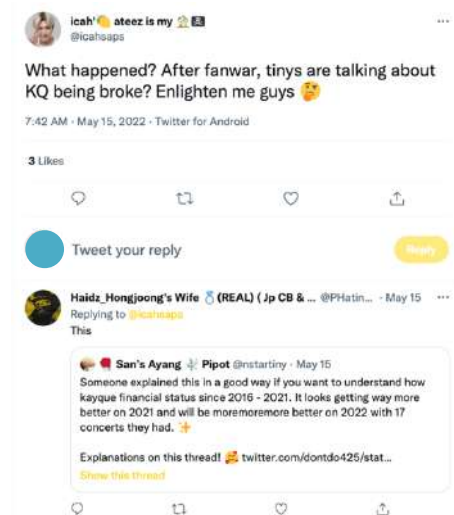 icah' ateez is my
@icahsaps
What happened? After fanwar, tinys are talking about
KQ being broke? Enlighten me guys
7:42 AM · May 15, 2022 · Twitter for Android
3 Likes
Tweet your reply
Reply
Haidz_Hongjoong's Wife (REAL) ( Jp CB & ... @PHatin... · May 15
Replying to @icahsaps
This
San's Ayang Pipot @nstartiny · May 15
Someone explained this in a good way if you want to understand how
kayque financial status since 2016 - 2021. It looks getting way more
better on 2021 and will be moremoremore better on 2022 with 17
concerts they had.
Explanations on this thread! twitter.com/dontdo425/stat...
Show this thread